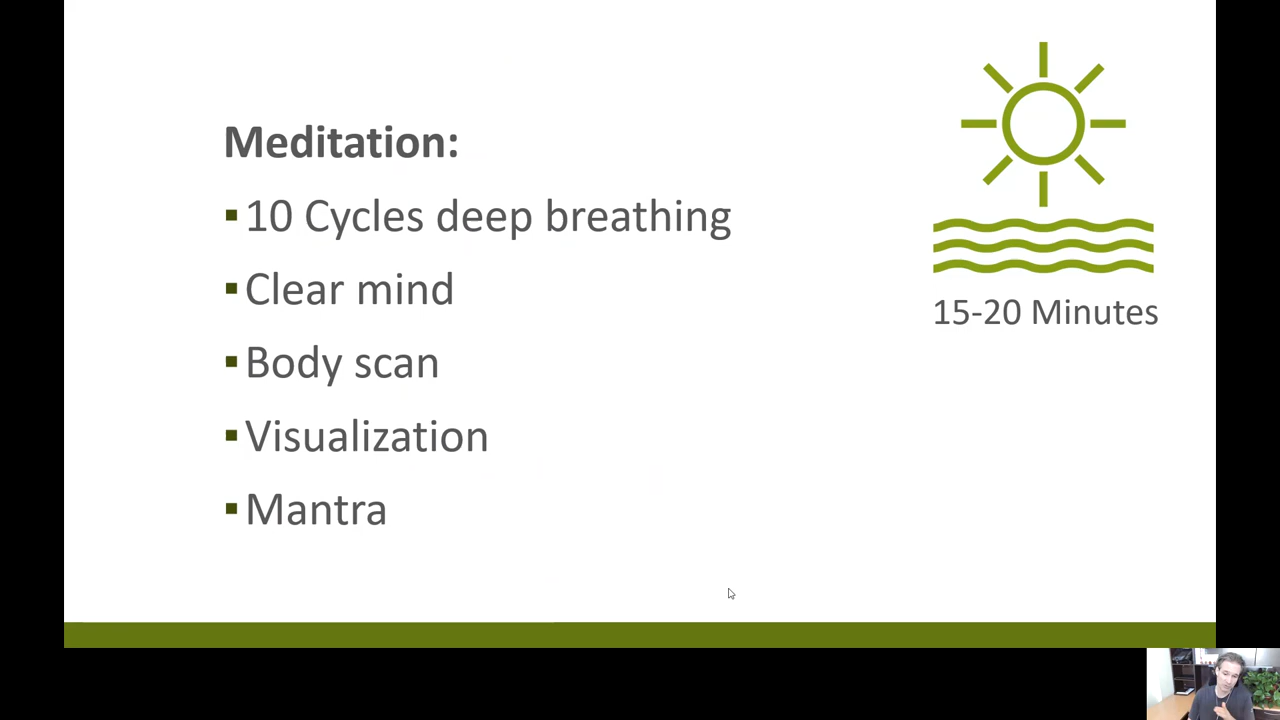 Meditation:
▪10 Cycles deep breathing
▪Clear mind
▪Body scan
▪Visualization
▪Mantra
15-20 Minutes